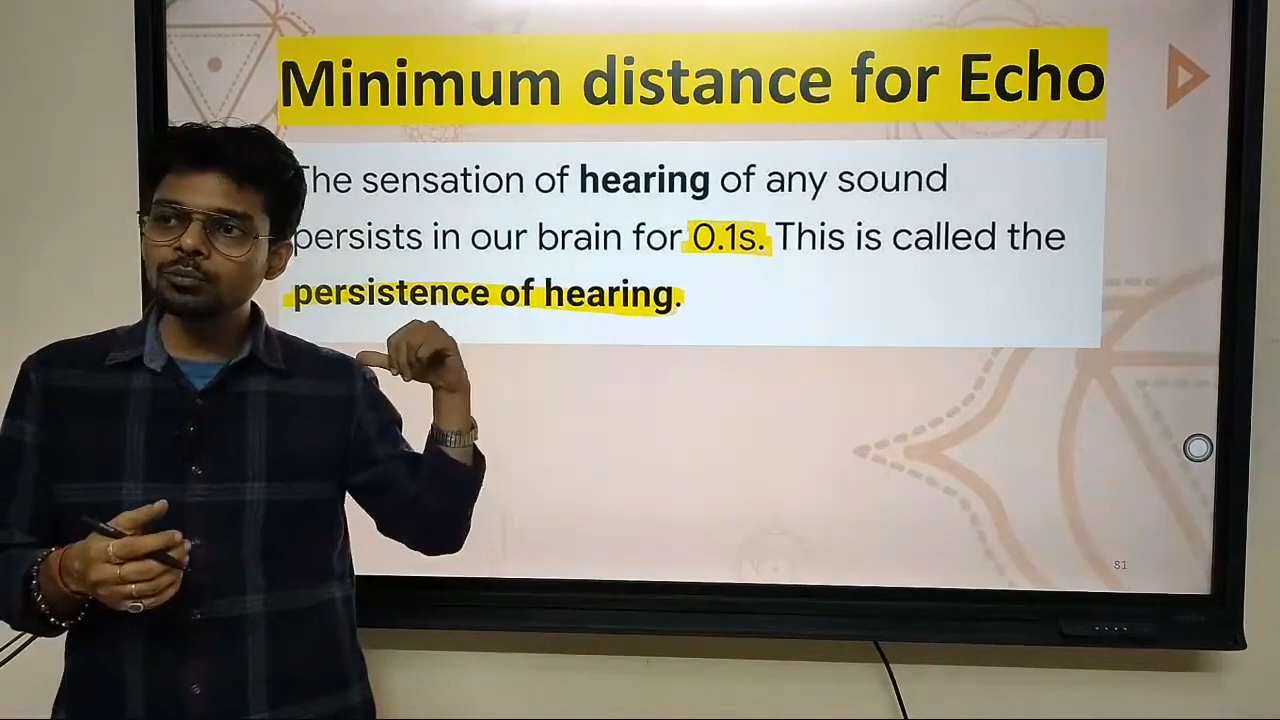 Minimum distance for Echo
The sensation of hearing of any sound
persists in our brain for 0.1s. This is called the
persistence of hearing.
81